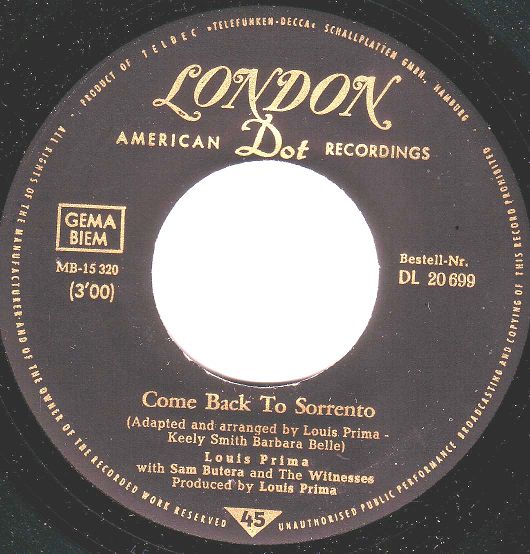 ALL RIGHTS OF THE MANUFACTURER AND OF THE OWNER OF THE RECORDED WORK RESERVED
· PRODUCT OF TELDEC »TELEFUNKEN-DECCA« SCHALLPLATTEN GMBH., HAMBURG ·
UNAUTHORISED PUBLIC PERFORMANCE BROADCASTING AND COPYING OF THIS RECORD PROHIBITED
LONDON
AMERICAN Dot RECORDINGS
GEMA
BIEM
MB-15 320
(3'00)
Bestell-Nr.
DL 20 699
Come Back To Sorrento
(Adapted and arranged by Louis Prima -
Keely Smith Barbara Belle)
Louis Prima
with Sam Butera and The Witnesses
Produced by Louis Prima
45